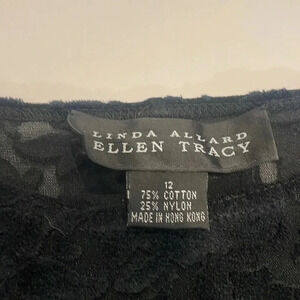 LINDA ALLARD
ELLEN TRACY
12
75% COTTON
25% NYLON
MADE IN HONG KONG